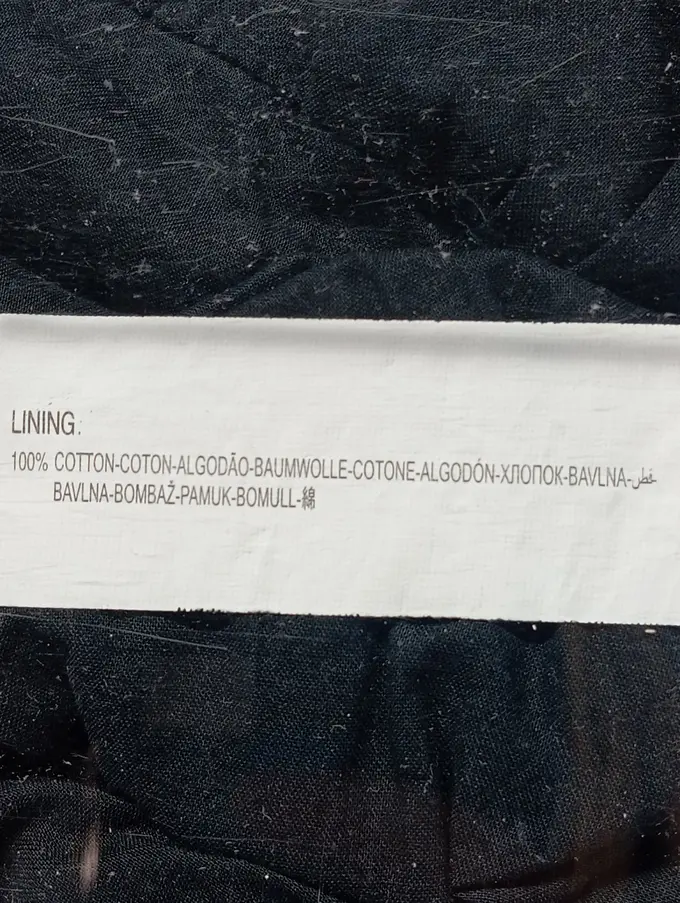 LINING:
100% COTTON-COTON-ALGODÃO-BAUMWOLLE-COTONE-ALGODÓN-ХЛОПОК-BAVLNA-قطن
BAVLNA-BOMBAŽ-PAMUK-BOMULL-綿